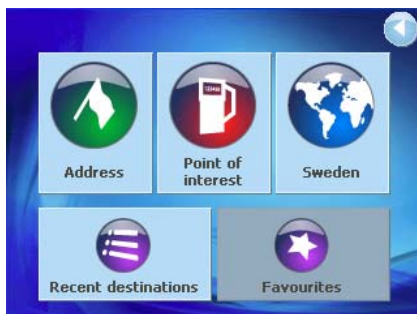 Address
Point of
interest
Sweden
Recent destinations
Favourites